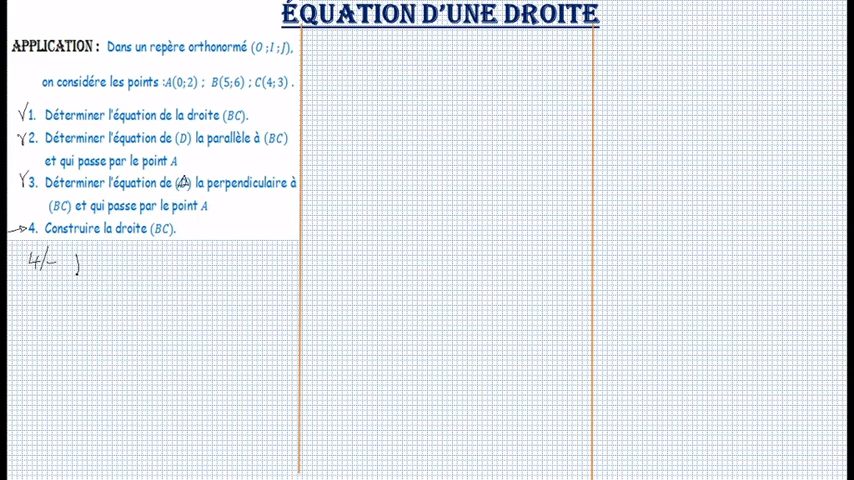 ÉQUATION D'UNE DROITE
APPLICATION : Dans un repère orthonormé (O ;I ;J),
on considére les points :A(0;2) ; B(5;6) ; C(4;3) .
1. Déterminer l'équation de la droite (BC).
2. Déterminer l'équation de (D) la parallèle à (BC)
et qui passe par le point A
3. Déterminer l'équation de (Δ) la perpendiculaire à
(BC) et qui passe par le point A
4. Construire la droite (BC).
4/-